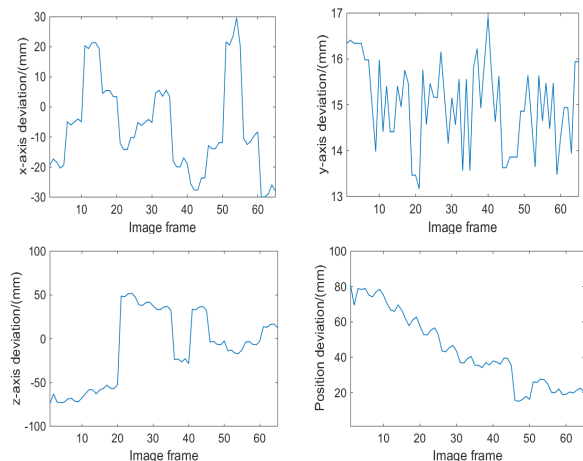 30
20
10
0
-10
-20
-30
x-axis deviation/(mm)
10 20 30 40 50 60
Image frame
17
16
15
14
13
y-axis deviation/(mm)
10 20 30 40 50 60
Image frame
100
50
0
-50
-100
z-axis deviation/(mm)
10 20 30 40 50 60
Image frame
100
80
60
40
20
Position deviation/(mm)
10 20 30 40 50 60
Image frame